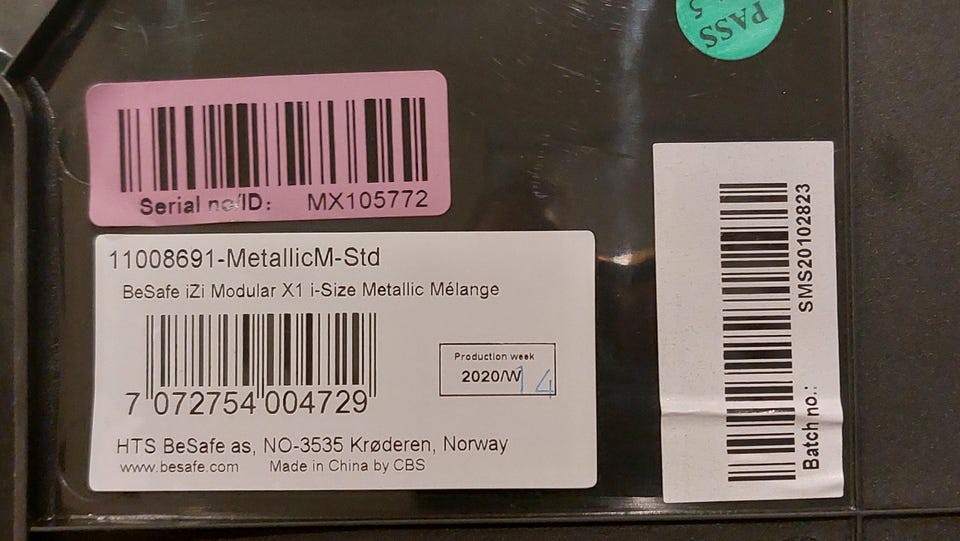 PASS
5
Serial no/ID: MX105772
11008691-MetallicM-Std
BeSafe iZi Modular X1 i-Size Metallic Mélange
7 072754 004729
Production week
2020/W14
HTS BeSafe as, NO-3535 Krøderen, Norway
www.besafe.com Made in China by CBS
Batch no.: SMS20102823